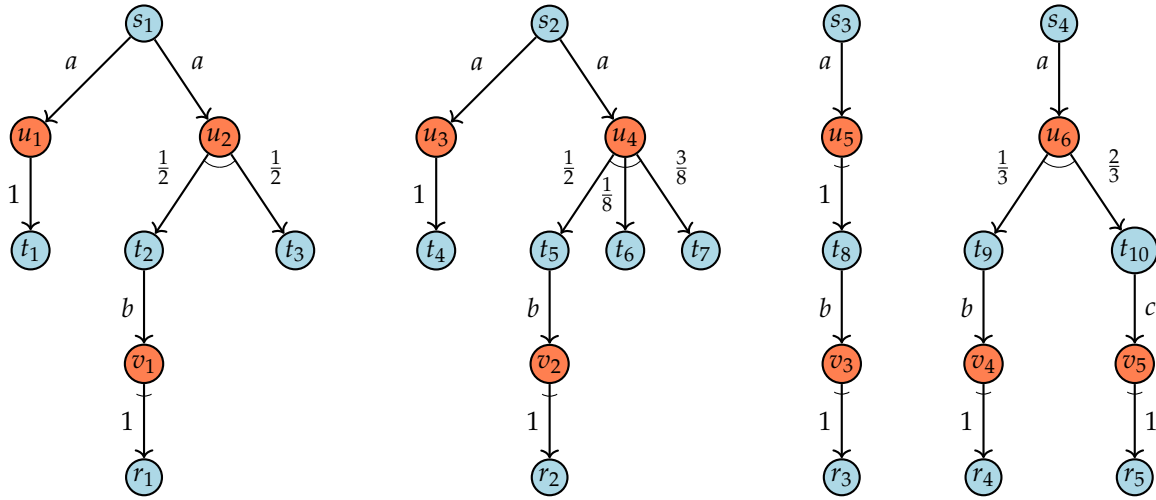 s₁ s₂ s₃ s₄
a a a a a a
u₁ u₂ u₃ u₄ u₅ u₆
1 1/2 1/2 1 1/2 1/8 3/8 1 1/3 2/3
t₁ t₂ t₃ t₄ t₅ t₆ t₇ t₈ t₉ t₁₀
b b b b c
v₁ v₂ v₃ v₄ v₅
1 1 1 1 1
r₁ r₂ r₃ r₄ r₅